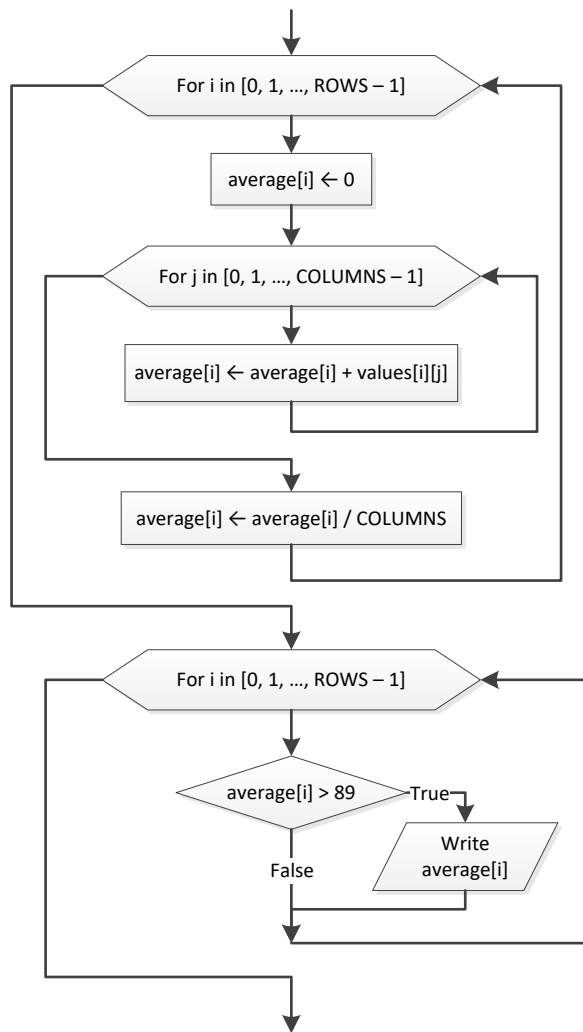 For i in [0, 1, …, ROWS – 1]
average[i] ← 0
For j in [0, 1, …, COLUMNS – 1]
average[i] ← average[i] + values[i][j]
average[i] ← average[i] / COLUMNS
For i in [0, 1, …, ROWS – 1]
average[i] > 89
True
Write
average[i]
False